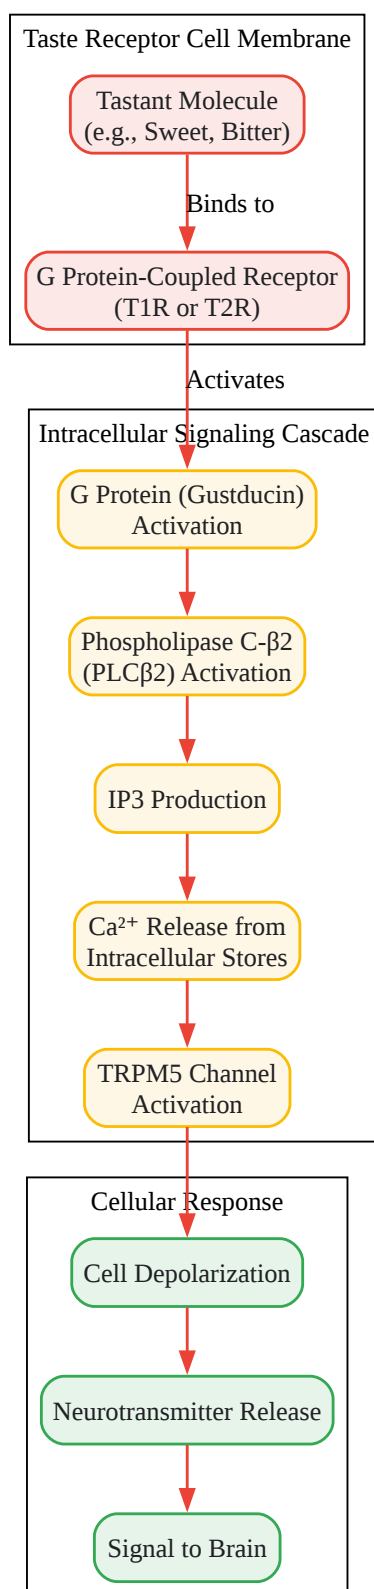 Taste Receptor Cell Membrane
Tastant Molecule
(e.g., Sweet, Bitter)
Binds to
G Protein-Coupled Receptor
(T1R or T2R)
Activates
Intracellular Signaling Cascade
G Protein (Gustducin)
Activation
Phospholipase C-β2
(PLCβ2) Activation
IP3 Production
Ca²⁺ Release from
Intracellular Stores
TRPM5 Channel
Activation
Cellular Response
Cell Depolarization
Neurotransmitter Release
Signal to Brain